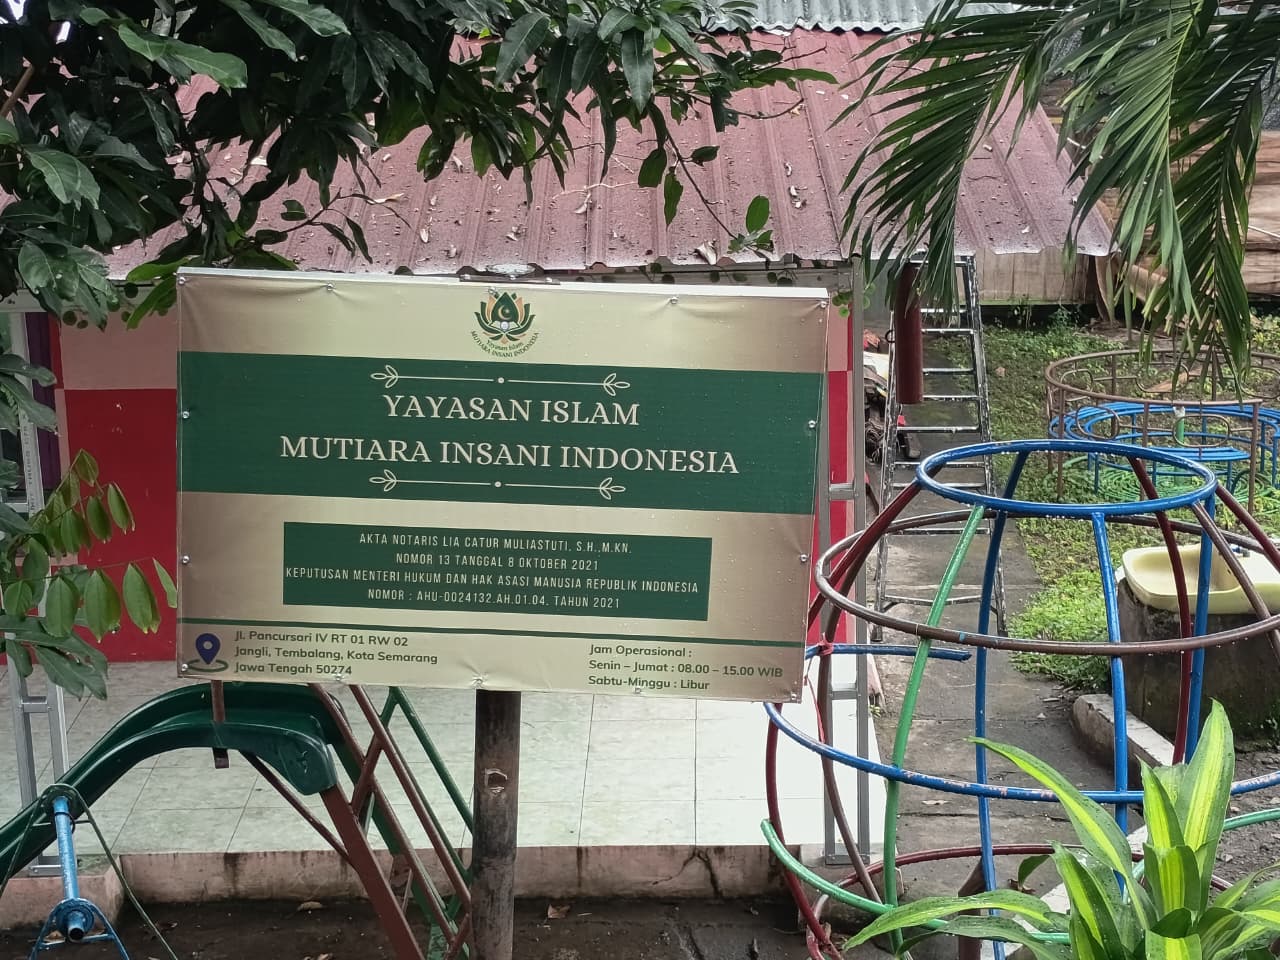 Yayasan Islam
MUTIARA INSANI INDONESIA
YAYASAN ISLAM
MUTIARA INSANI INDONESIA
AKTA NOTARIS LIA CATUR MULIASTUTI, S.H.,M.KN.
NOMOR 13 TANGGAL 8 OKTOBER 2021
KEPUTUSAN MENTERI HUKUM DAN HAK ASASI MANUSIA REPUBLIK INDONESIA
NOMOR : AHU-0024132.AH.01.04. TAHUN 2021
Jl. Pancursari IV RT 01 RW 02
Jangli, Tembalang, Kota Semarang
Jawa Tengah 50274
Jam Operasional :
Senin – Jumat : 08.00 – 15.00 WIB
Sabtu-Minggu : Libur